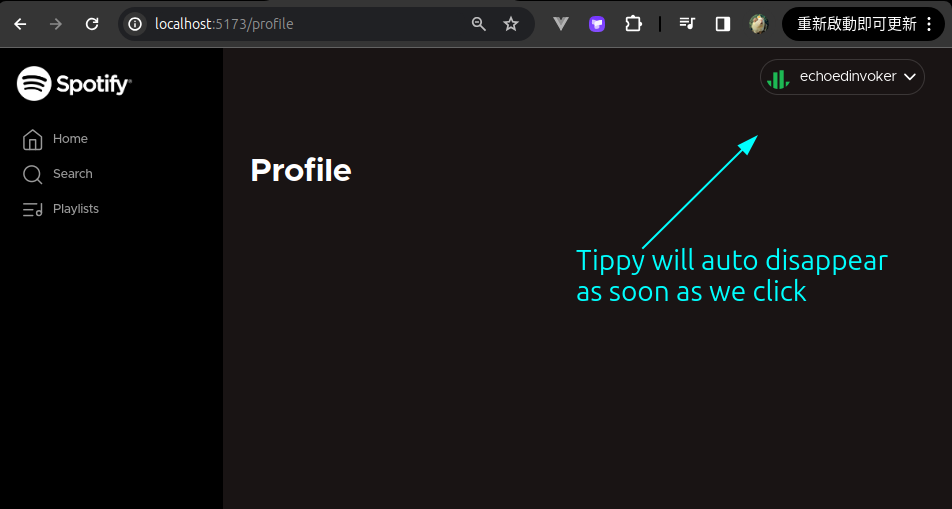 localhost:5173/profile
重新啟動即可更新
Spotify
echoedinvoker
Home
Search
Playlists
Profile
Tippy will auto disappear
as soon as we click